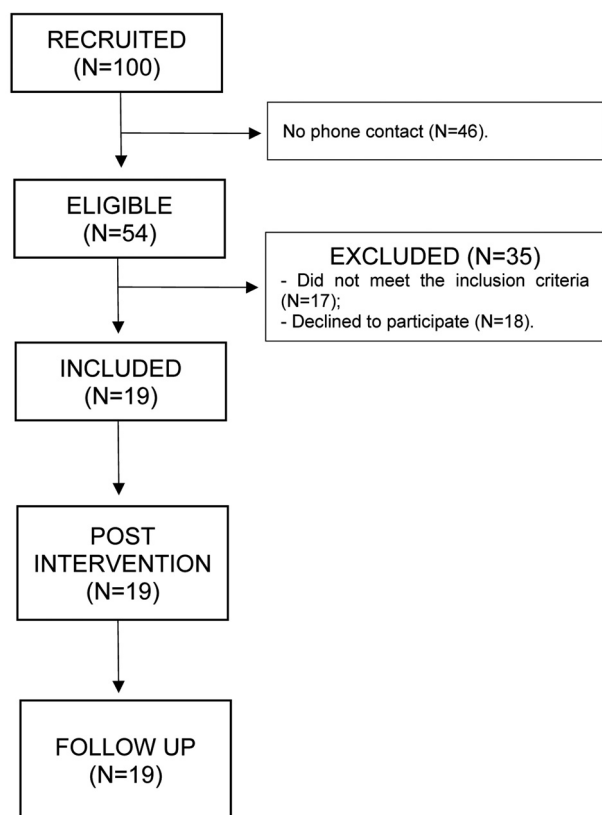 RECRUITED
(N=100)
No phone contact (N=46).
ELIGIBLE
(N=54)
EXCLUDED (N=35)
- Did not meet the inclusion criteria
(N=17);
- Declined to participate (N=18).
INCLUDED
(N=19)
POST
INTERVENTION
(N=19)
FOLLOW UP
(N=19)